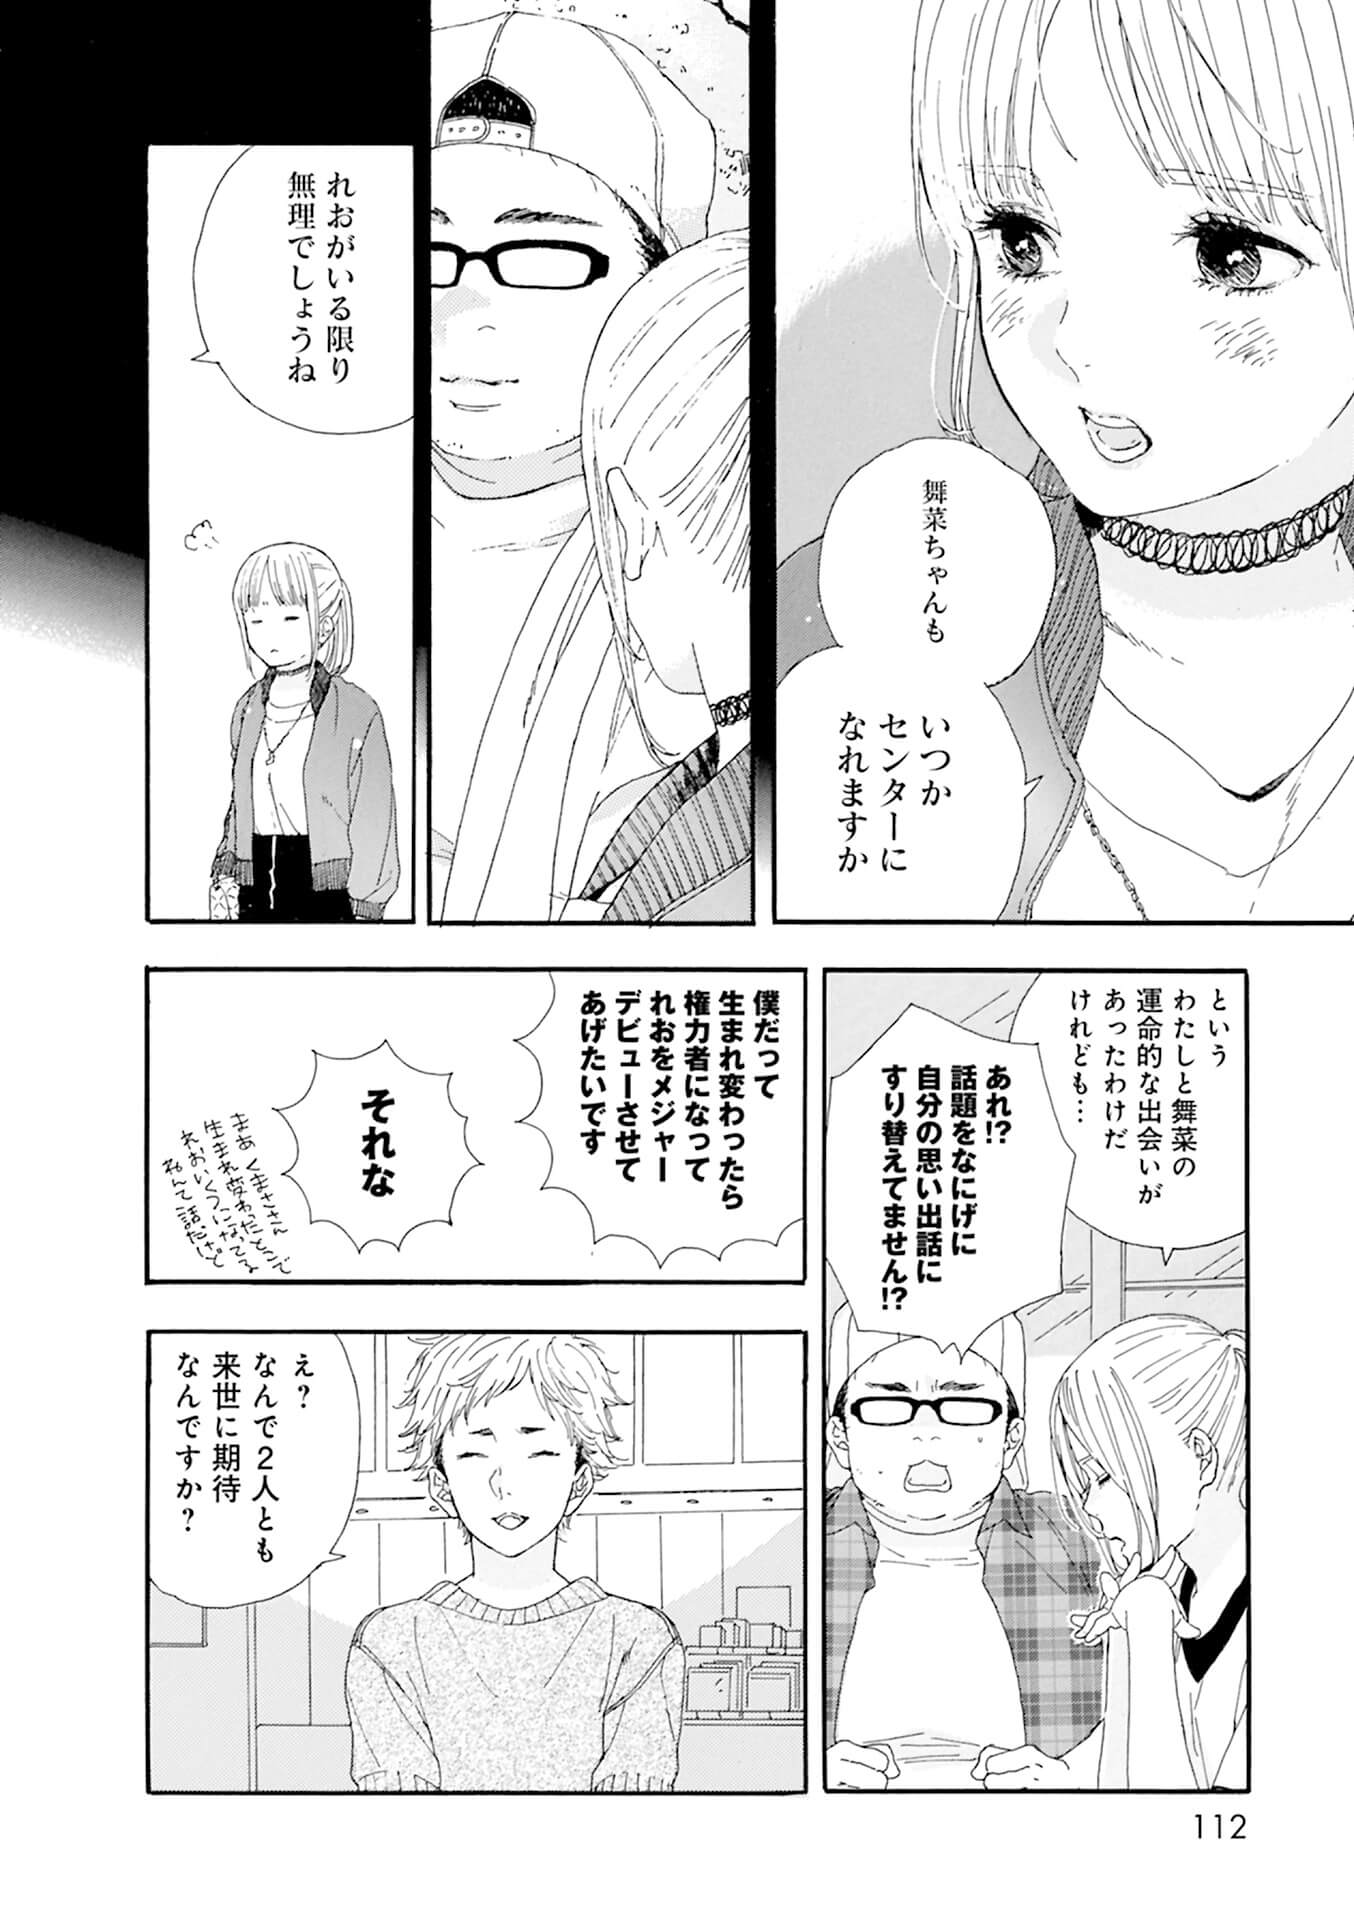 舞菜ちゃんも
いつか
センターに
なれますか
れおがいる限り
無理でしょうね
という
わたしと舞菜の
運命的な出会いが
あったわけだ
けれども…
あれ!?
話題をなにげに
自分の思い出話に
すり替えてません!?
僕だって
生まれ変わったら
権力者になって
れおをメジャー
デビューさせて
あげたいです
それな
まあ くまささん
生まれ変わったとこで
れおいくつになってる
ねんて話だけど
え?
なんで2人とも
来世に期待
なんですか?
112